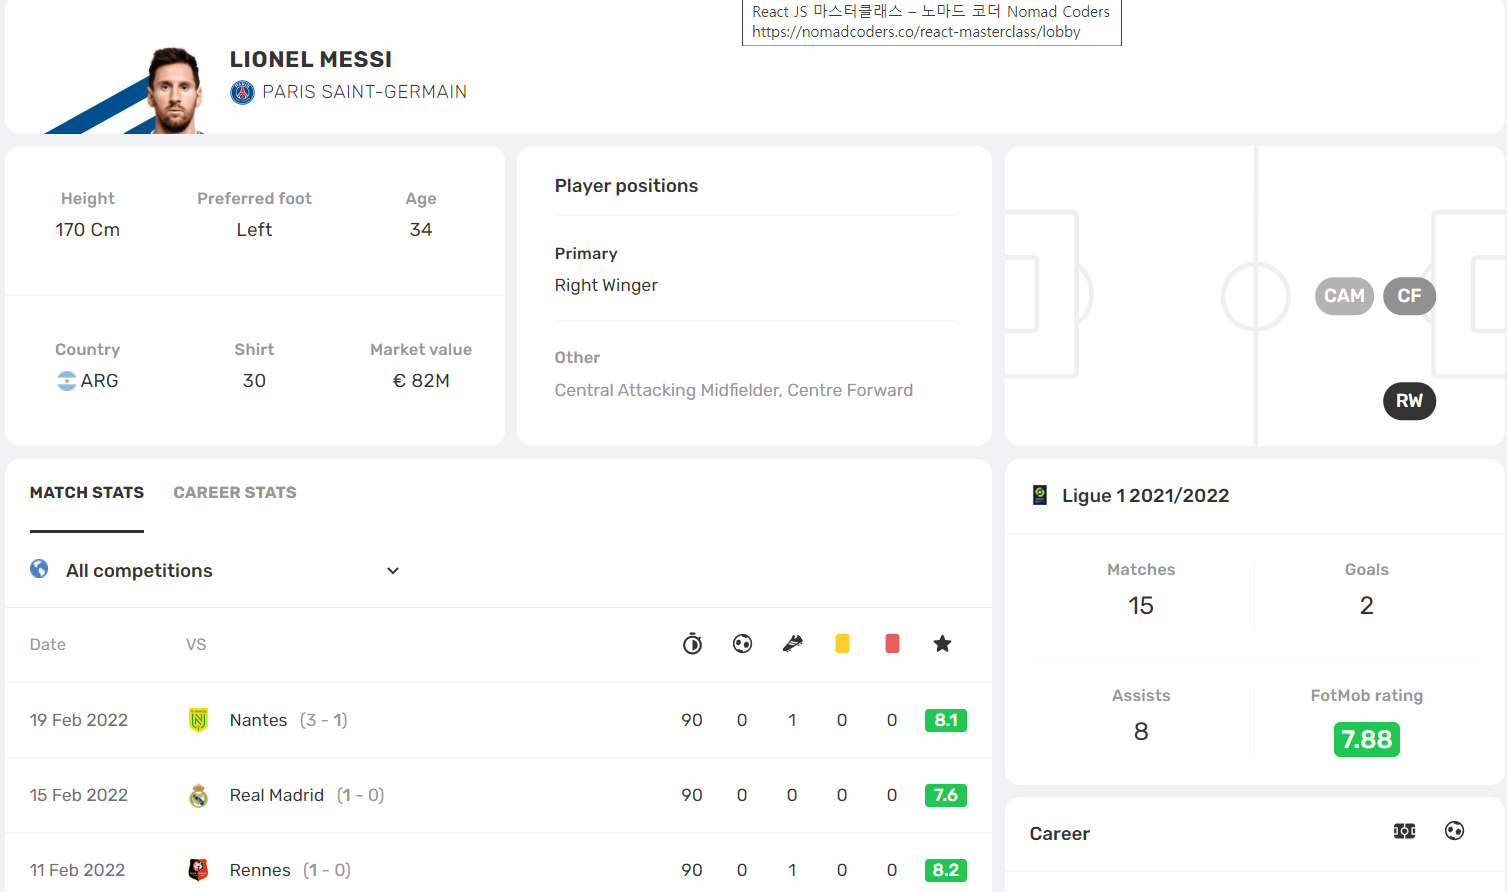 React JS 마스터클래스 – 노마드 코더 Nomad Coders
https://nomadcoders.co/react-masterclass/lobby
LIONEL MESSI
PARIS SAINT-GERMAIN
Height Preferred foot Age
170 Cm Left 34
Country Shirt Market value
ARG 30 € 82M
Player positions
Primary
Right Winger
Other
Central Attacking Midfielder, Centre Forward
CAM CF
RW
MATCH STATS CAREER STATS
All competitions
Date VS
19 Feb 2022 Nantes (3 - 1) 90 0 1 0 0 8.1
15 Feb 2022 Real Madrid (1 - 0) 90 0 0 0 0 7.6
11 Feb 2022 Rennes (1 - 0) 90 0 1 0 0 8.2
Ligue 1 2021/2022
Matches Goals
15 2
Assists FotMob rating
8 7.88
Career